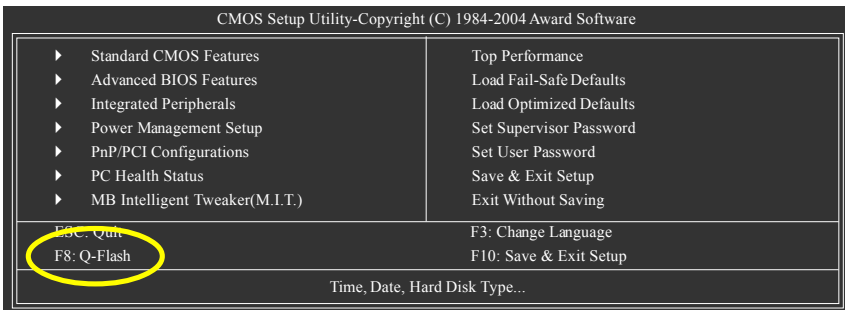 CMOS Setup Utility-Copyright (C) 1984-2004 Award Software
Standard CMOS Features
Advanced BIOS Features
Integrated Peripherals
Power Management Setup
PnP/PCI Configurations
PC Health Status
MB Intelligent Tweaker(M.I.T.)
Top Performance
Load Fail-Safe Defaults
Load Optimized Defaults
Set Supervisor Password
Set User Password
Save & Exit Setup
Exit Without Saving
ESC: Quit
F8: Q-Flash
F3: Change Language
F10: Save & Exit Setup
Time, Date, Hard Disk Type...